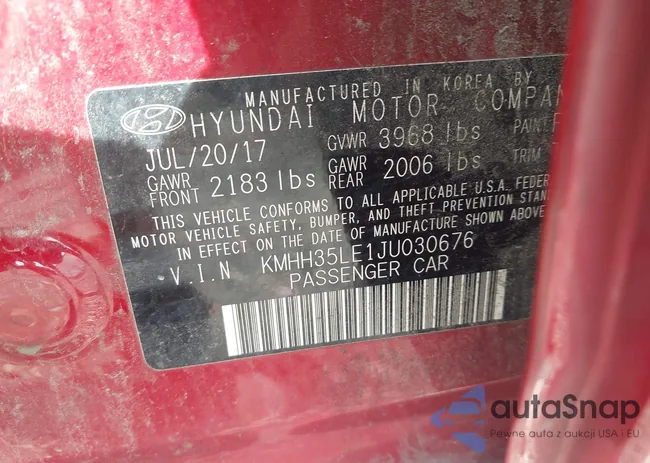 MANUFACTURED IN KOREA BY
HYUNDAI MOTOR COMPAN
JUL/20/17 GVWR 3968 lbs PAINT
GAWR FRONT 2183 lbs GAWR REAR 2006 lbs TRIM
THIS VEHICLE CONFORMS TO ALL APPLICABLE U.S.A. FEDER
MOTOR VEHICLE SAFETY, BUMPER, AND THEFT PREVENTION STAN
IN EFFECT ON THE DATE OF MANUFACTURE SHOWN ABOVE
V.I.N KMHH35LE1JU030676
PASSENGER CAR
autaSnap
Pewne auta z aukcji USA i EU